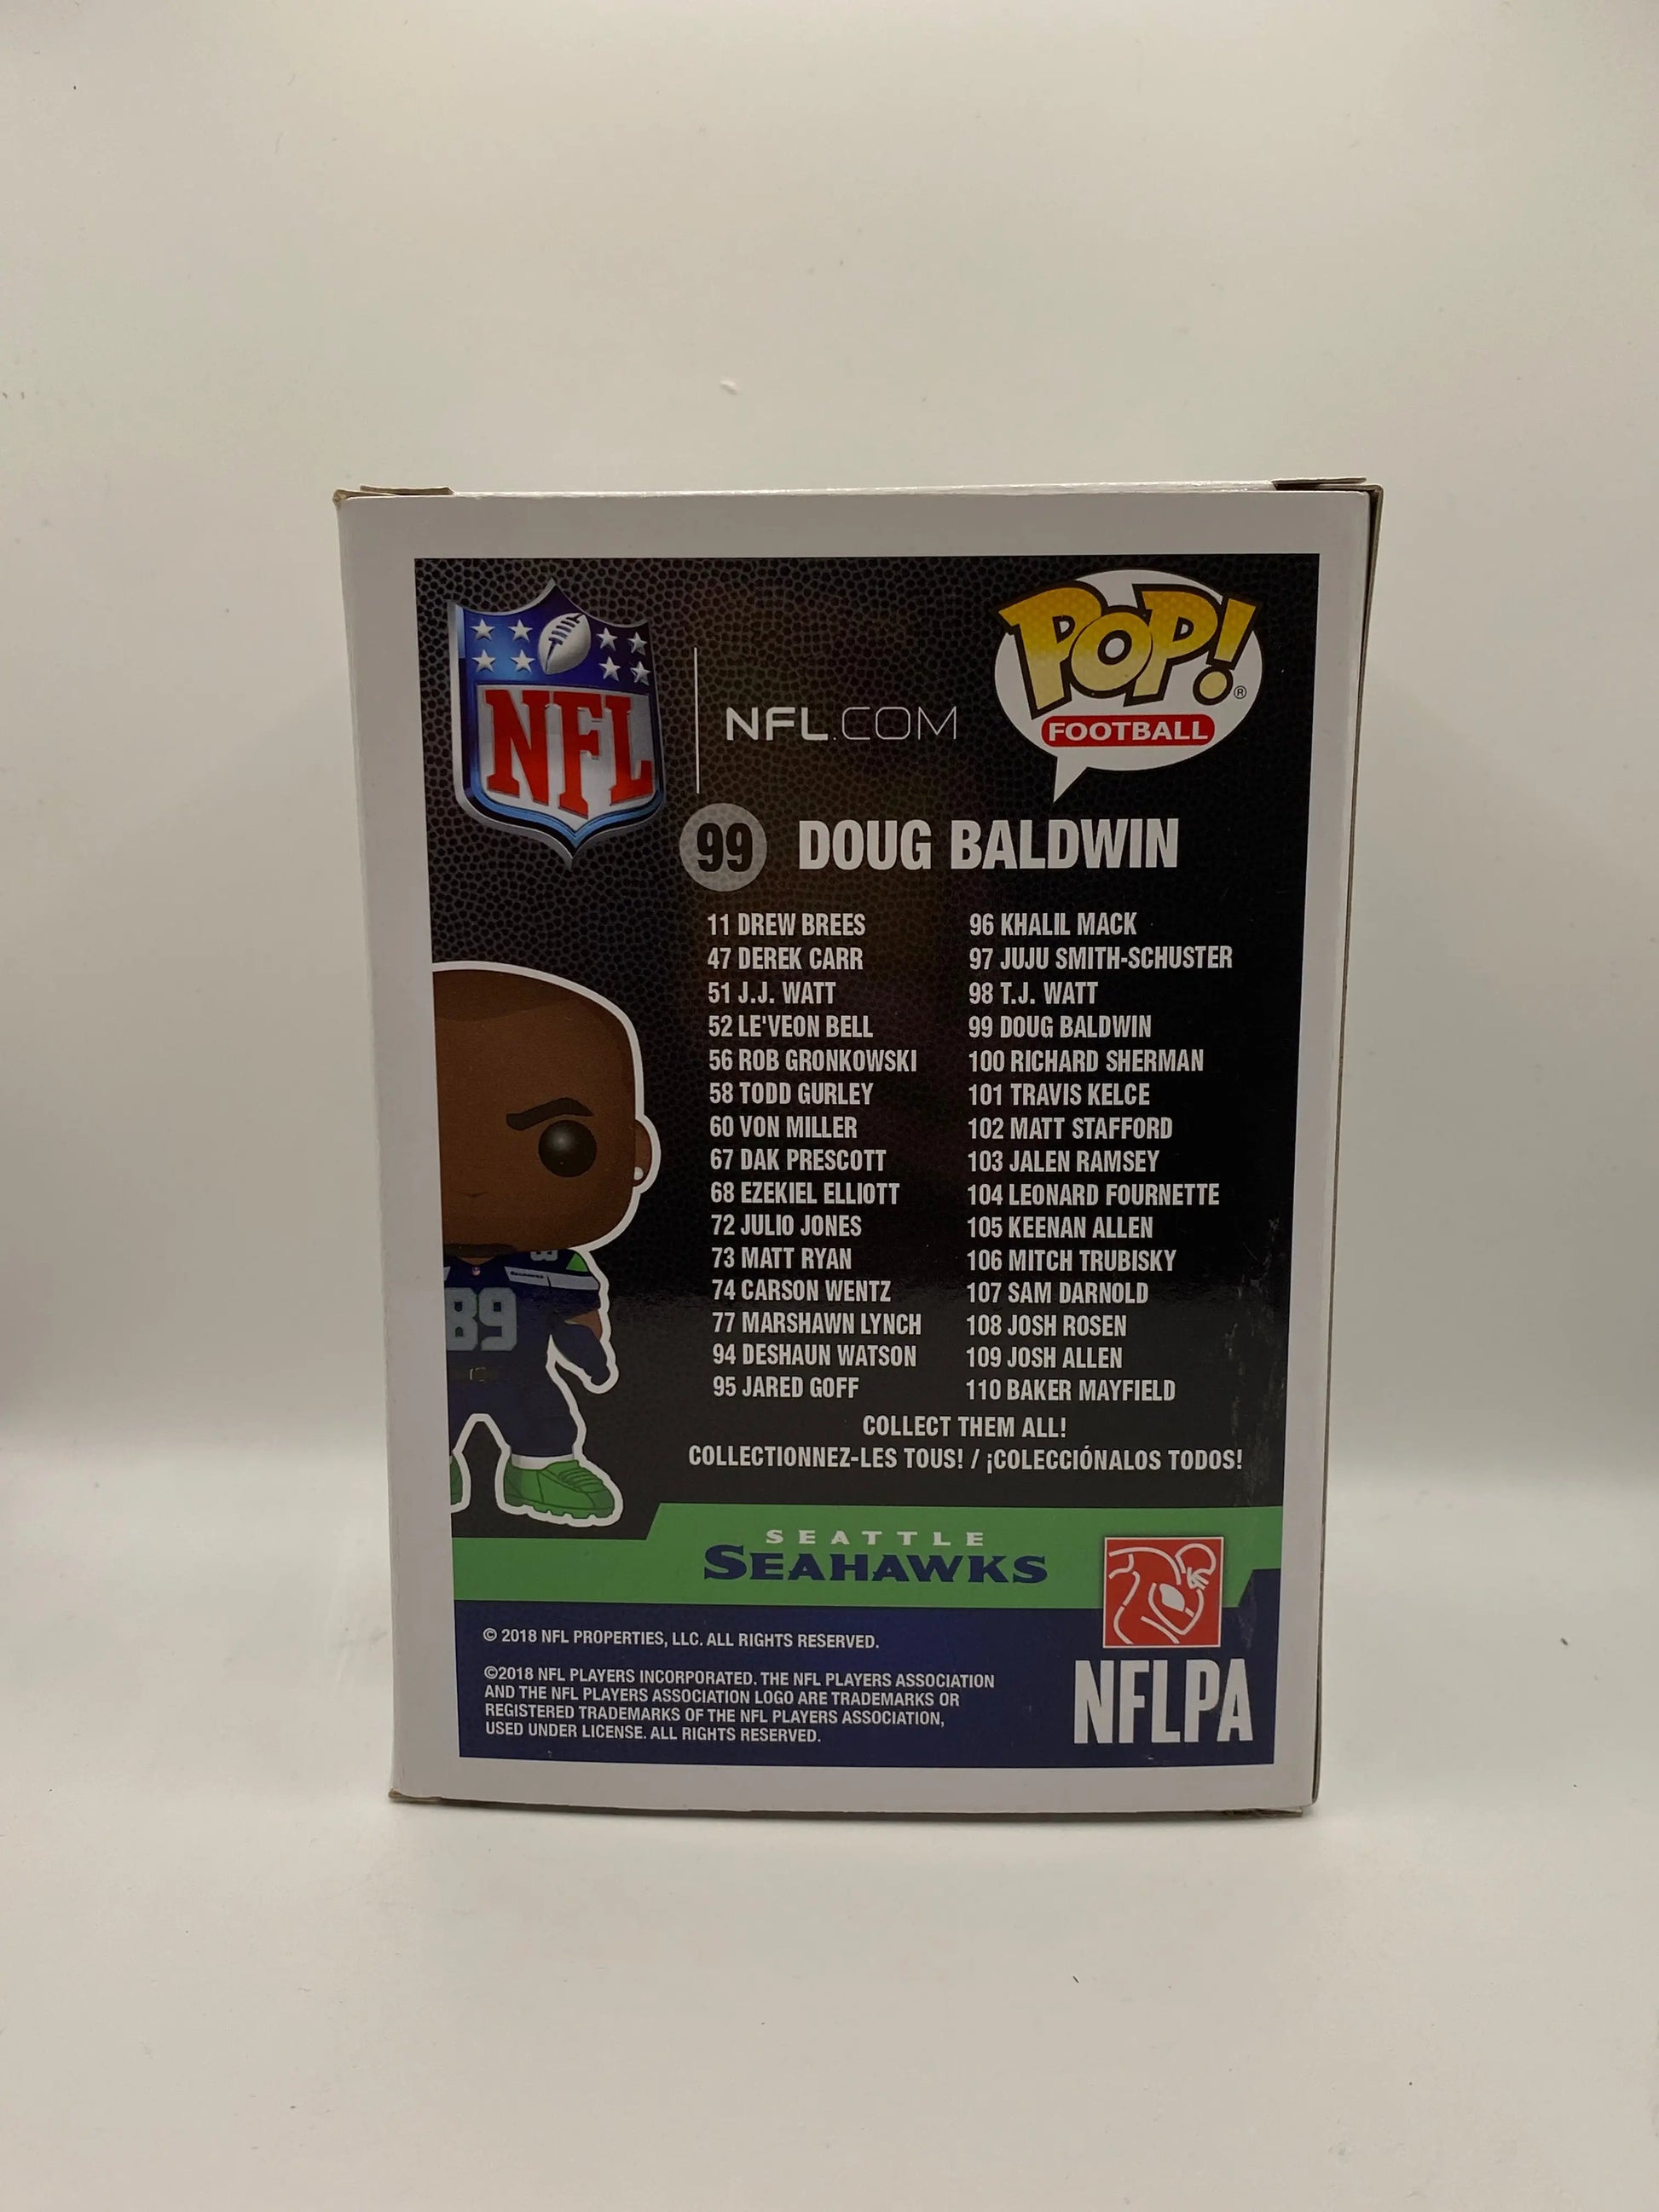 NFL
NFL.COM
POP!®
FOOTBALL
99 DOUG BALDWIN
11 DREW BREES
47 DEREK CARR
51 J.J. WATT
52 LE'VEON BELL
56 ROB GRONKOWSKI
58 TODD GURLEY
60 VON MILLER
67 DAK PRESCOTT
68 EZEKIEL ELLIOTT
72 JULIO JONES
73 MATT RYAN
74 CARSON WENTZ
77 MARSHAWN LYNCH
94 DESHAUN WATSON
95 JARED GOFF
96 KHALIL MACK
97 JUJU SMITH-SCHUSTER
98 T.J. WATT
99 DOUG BALDWIN
100 RICHARD SHERMAN
101 TRAVIS KELCE
102 MATT STAFFORD
103 JALEN RAMSEY
104 LEONARD FOURNETTE
105 KEENAN ALLEN
106 MITCH TRUBISKY
107 SAM DARNOLD
108 JOSH ROSEN
109 JOSH ALLEN
110 BAKER MAYFIELD
COLLECT THEM ALL!
COLLECTIONNEZ-LES TOUS! / ¡COLECCIÓNALOS TODOS!
89
SEATTLE
SEAHAWKS
© 2018 NFL PROPERTIES, LLC. ALL RIGHTS RESERVED.
©2018 NFL PLAYERS INCORPORATED. THE NFL PLAYERS ASSOCIATION
AND THE NFL PLAYERS ASSOCIATION LOGO ARE TRADEMARKS OR
REGISTERED TRADEMARKS OF THE NFL PLAYERS ASSOCIATION,
USED UNDER LICENSE. ALL RIGHTS RESERVED.
NFLPA